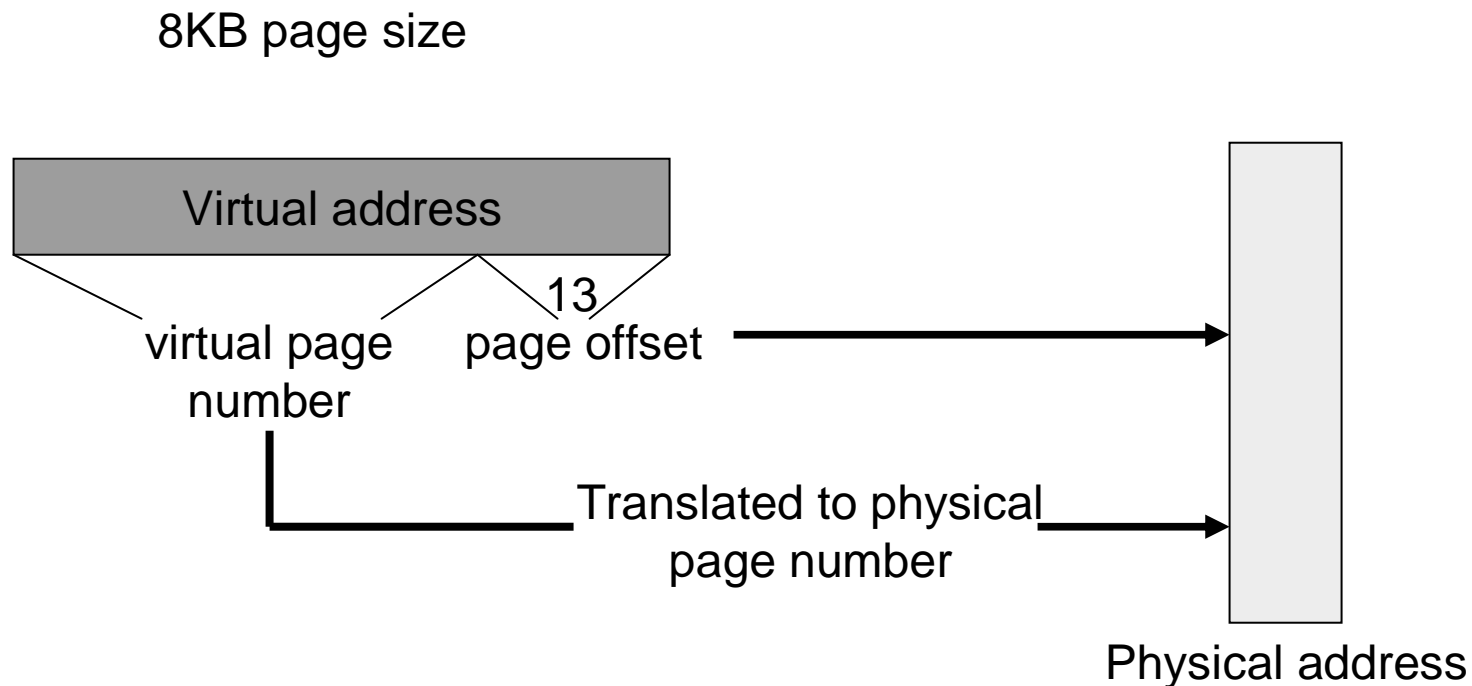 8KB page size
Virtual address
13
virtual page
number
page offset
Translated to physical
page number
Physical address